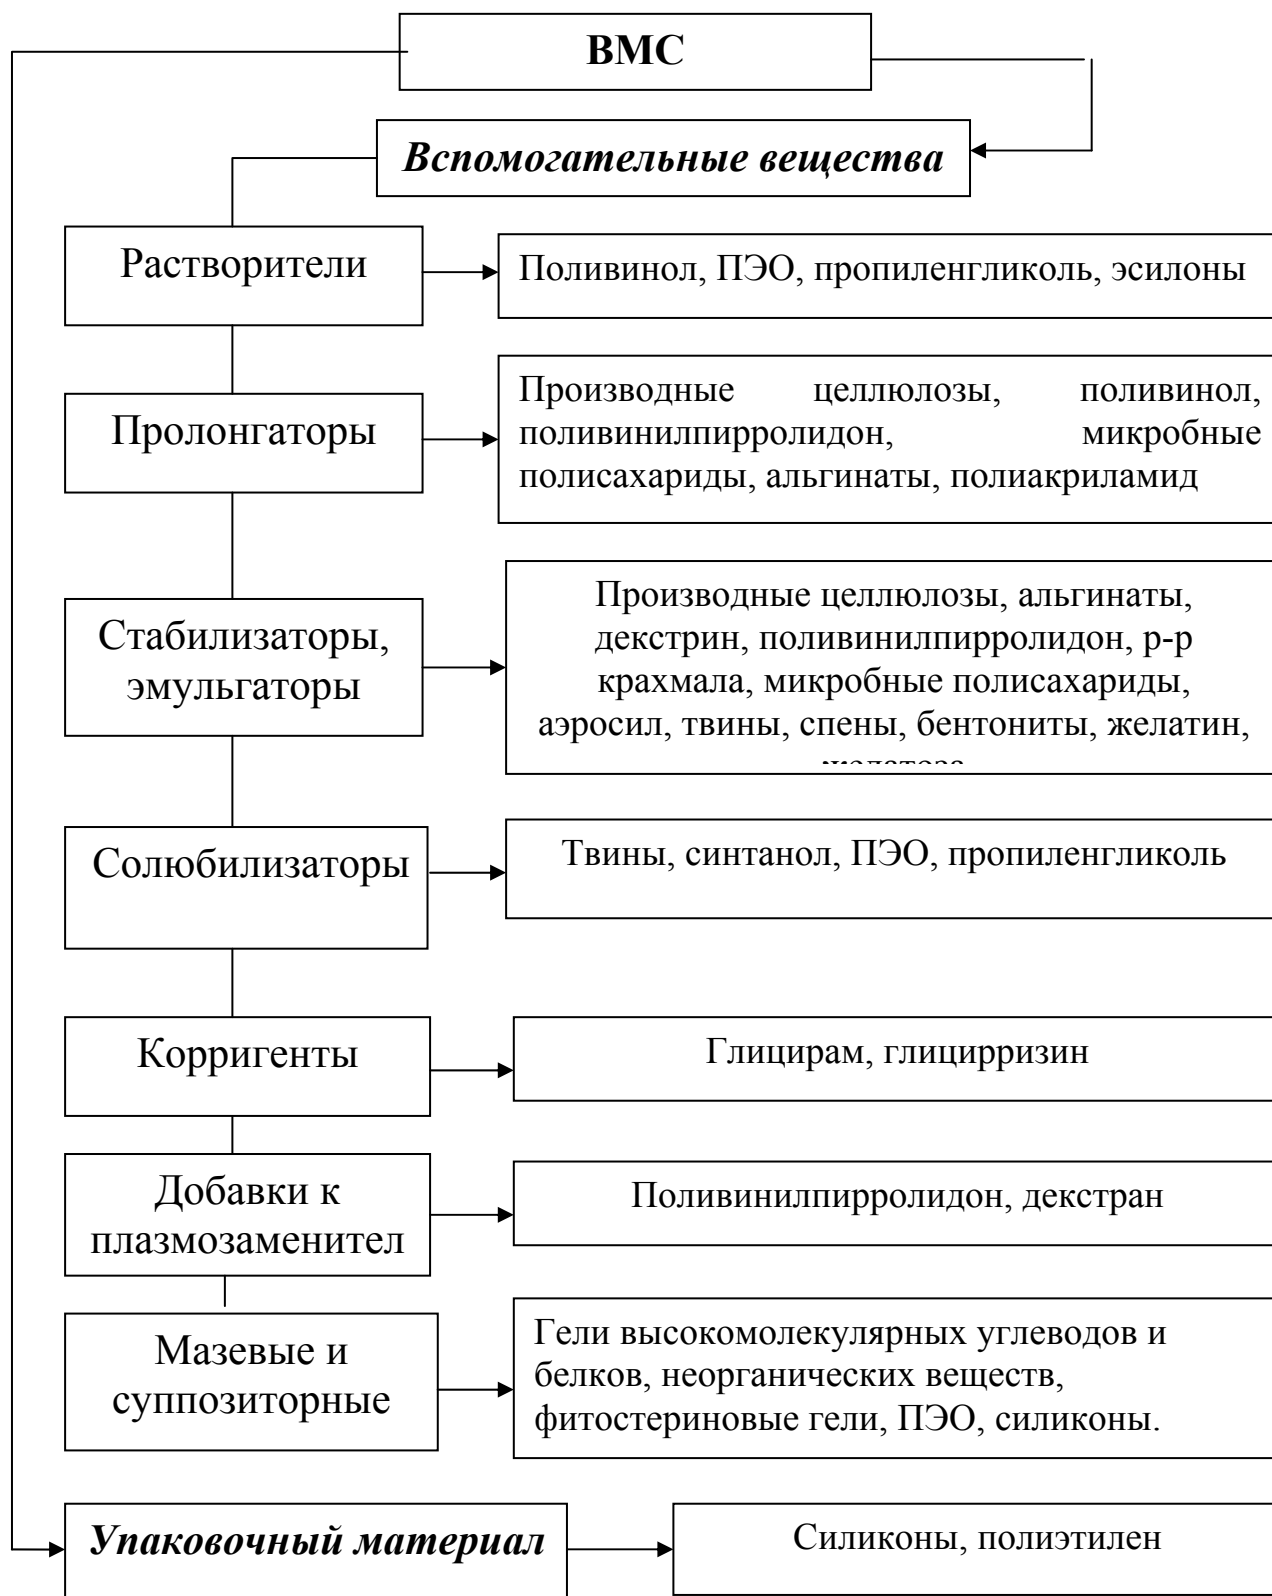 ВМС
Вспомогательные вещества
Растворители
Поливинол, ПЭО, пропиленгликоль, эсилоны
Пролонгаторы
Производные целлюлозы, поливинол,
поливинилпирролидон, микробные
полисахариды, альгинаты, полиакриламид
Стабилизаторы,
эмульгаторы
Производные целлюлозы, альгинаты,
декстрин, поливинилпирролидон, р-р
крахмала, микробные полисахариды,
аэросил, твины, спены, бентониты, желатин,
Солюбилизаторы
Твины, синтанол, ПЭО, пропиленгликоль
Корригенты
Глицирам, глицирризин
Добавки к
плазмозаменител
Поливинилпирролидон, декстран
Мазевые и
суппозиторные
Гели высокомолекулярных углеводов и
белков, неорганических веществ,
фитостериновые гели, ПЭО, силиконы.
Упаковочный материал
Силиконы, полиэтилен